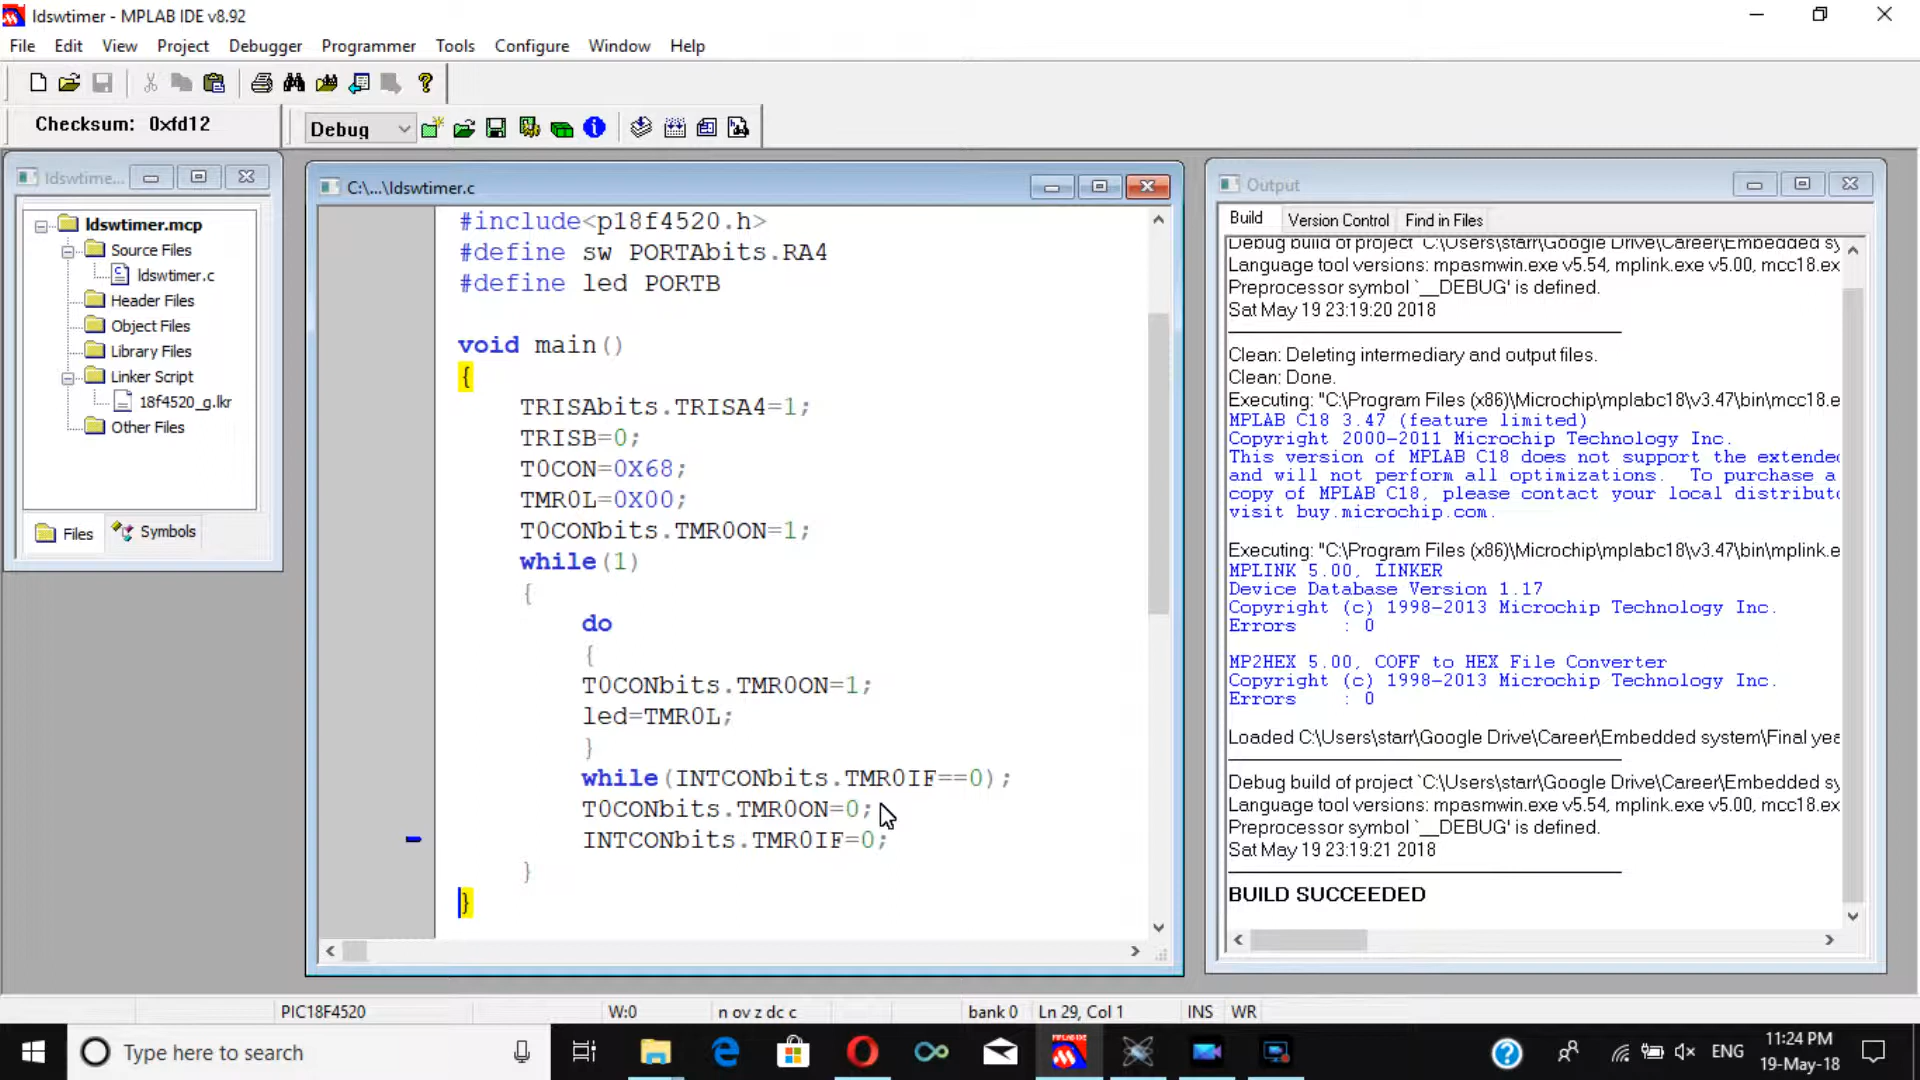 ldswtimer - MPLAB IDE v8.92
File Edit View Project Debugger Programmer Tools Configure Window Help
Checksum: 0xfd12
Debug
ldswtime...
ldswtimer.mcp
Source Files
ldswtimer.c
Header Files
Object Files
Library Files
Linker Script
18f4520_g.lkr
Other Files
Files Symbols
C:\...\ldswtimer.c
#include<p18f4520.h>
#define sw PORTAbits.RA4
#define led PORTB
void main()
{
TRISAbits.TRISA4=1;
TRISB=0;
T0CON=0X68;
TMR0L=0X00;
T0CONbits.TMR0ON=1;
while(1)
{
do
{
T0CONbits.TMR0ON=1;
led=TMR0L;
}
while(INTCONbits.TMR0IF==0);
T0CONbits.TMR0ON=0;
INTCONbits.TMR0IF=0;
}
}
Output
Build Version Control Find in Files
Debug build of project `C:\Users\starr\Google Drive\Career\Embedded sy
Language tool versions: mpasmwin.exe v5.54, mplink.exe v5.00, mcc18.ex
Preprocessor symbol `__DEBUG' is defined.
Sat May 19 23:19:20 2018
Clean: Deleting intermediary and output files.
Clean: Done.
Executing: "C:\Program Files (x86)\Microchip\mplabc18\v3.47\bin\mcc18.e
MPLAB C18 3.47 (feature limited)
Copyright 2000-2011 Microchip Technology Inc.
This version of MPLAB C18 does not support the extende
and will not perform all optimizations. To purchase a
copy of MPLAB C18, please contact your local distribut
visit buy.microchip.com.
Executing: "C:\Program Files (x86)\Microchip\mplabc18\v3.47\bin\mplink.e
MPLINK 5.00, LINKER
Device Database Version 1.17
Copyright (c) 1998-2013 Microchip Technology Inc.
Errors : 0
MP2HEX 5.00, COFF to HEX File Converter
Copyright (c) 1998-2013 Microchip Technology Inc.
Errors : 0
Loaded C:\Users\starr\Google Drive\Career\Embedded system\Final yea
Debug build of project `C:\Users\starr\Google Drive\Career\Embedded sy
Language tool versions: mpasmwin.exe v5.54, mplink.exe v5.00, mcc18.ex
Preprocessor symbol `__DEBUG' is defined.
Sat May 19 23:19:21 2018
BUILD SUCCEEDED
PIC18F4520 W:0 n ov z dc c bank 0 Ln 29, Col 1 INS WR
Type here to search
ENG
11:24 PM
19-May-18